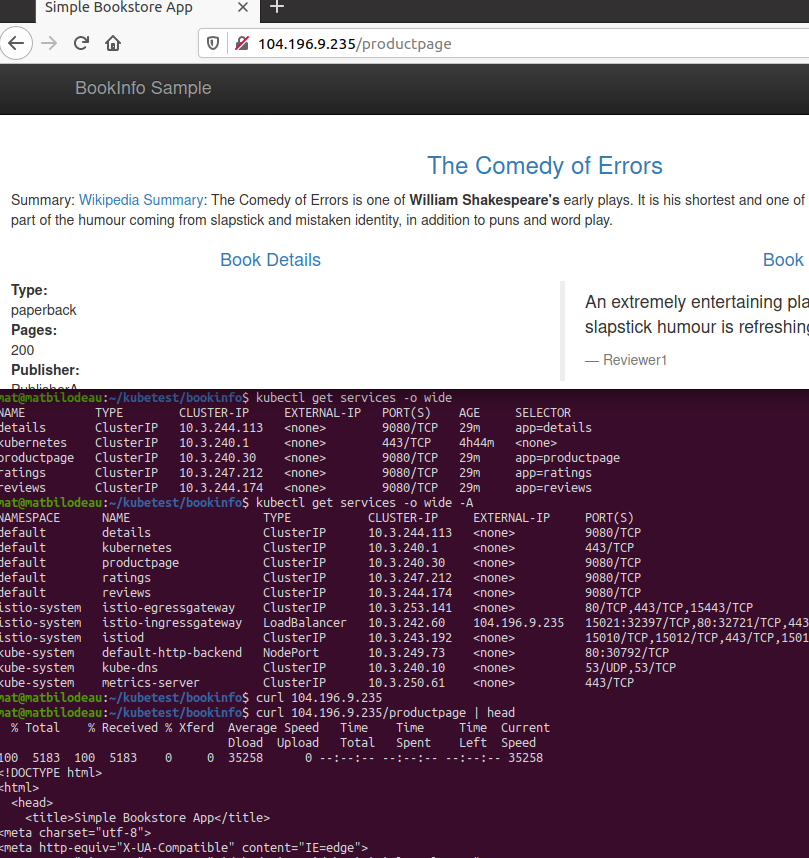 Simple Bookstore App
104.196.9.235/productpage
BookInfo Sample
The Comedy of Errors
Summary: Wikipedia Summary: The Comedy of Errors is one of William Shakespeare's early plays. It is his shortest and one of
part of the humour coming from slapstick and mistaken identity, in addition to puns and word play.
Book Details
Book
Type:
paperback
Pages:
200
Publisher:
PublisherA
An extremely entertaining pla
slapstick humour is refreshing
— Reviewer1
mat@matbilodeau:~/kubetest/bookinfo$ kubectl get services -o wide
NAME TYPE CLUSTER-IP EXTERNAL-IP PORT(S) AGE SELECTOR
details ClusterIP 10.3.244.113 <none> 9080/TCP 29m app=details
kubernetes ClusterIP 10.3.240.1 <none> 443/TCP 4h44m <none>
productpage ClusterIP 10.3.240.30 <none> 9080/TCP 29m app=productpage
ratings ClusterIP 10.3.247.212 <none> 9080/TCP 29m app=ratings
reviews ClusterIP 10.3.244.174 <none> 9080/TCP 29m app=reviews
mat@matbilodeau:~/kubetest/bookinfo$ kubectl get services -o wide -A
NAMESPACE NAME TYPE CLUSTER-IP EXTERNAL-IP PORT(S)
default details ClusterIP 10.3.244.113 <none> 9080/TCP
default kubernetes ClusterIP 10.3.240.1 <none> 443/TCP
default productpage ClusterIP 10.3.240.30 <none> 9080/TCP
default ratings ClusterIP 10.3.247.212 <none> 9080/TCP
default reviews ClusterIP 10.3.244.174 <none> 9080/TCP
istio-system istio-egressgateway ClusterIP 10.3.253.141 <none> 80/TCP,443/TCP,15443/TCP
istio-system istio-ingressgateway LoadBalancer 10.3.242.60 104.196.9.235 15021:32397/TCP,80:32721/TCP,443
istio-system istiod ClusterIP 10.3.243.192 <none> 15010/TCP,15012/TCP,443/TCP,1501
kube-system default-http-backend NodePort 10.3.249.73 <none> 80:30792/TCP
kube-system kube-dns ClusterIP 10.3.240.10 <none> 53/UDP,53/TCP
kube-system metrics-server ClusterIP 10.3.250.61 <none> 443/TCP
mat@matbilodeau:~/kubetest/bookinfo$ curl 104.196.9.235
mat@matbilodeau:~/kubetest/bookinfo$ curl 104.196.9.235/productpage | head
% Total % Received % Xferd Average Speed Time Time Time Current
Dload Upload Total Spent Left Speed
100 5183 100 5183 0 0 35258 0 --:--:-- --:--:-- --:--:-- 35258
<!DOCTYPE html>
<html>
<head>
<title>Simple Bookstore App</title>
<meta charset="utf-8">
<meta http-equiv="X-UA-Compatible" content="IE=edge">